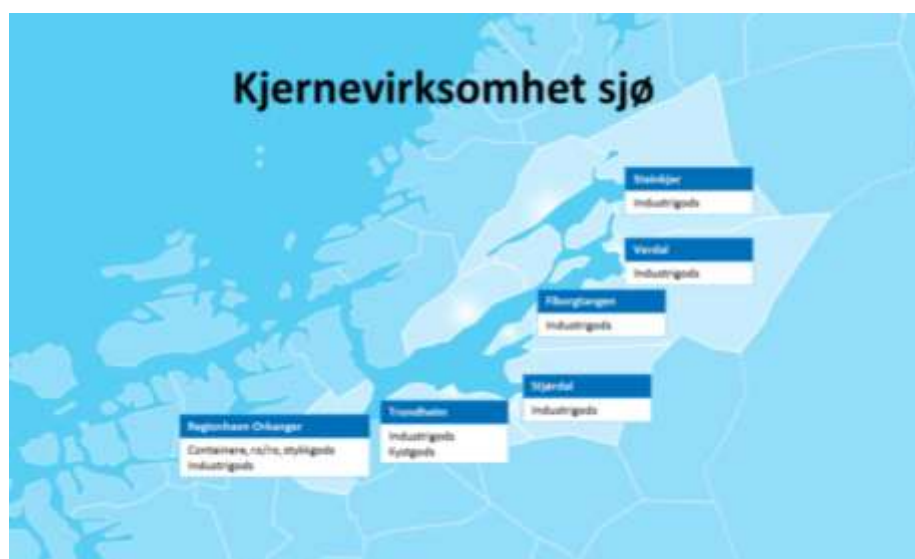 Kjernevirksomhet sjø
Steinkjer
Industrigods
Verdal
Industrigods
Fiborgtangen
Industrigods
Stjørdal
Industrigods
Trondheim
Industrigods
Kystgods
Regionhavn Orkanger
Containere, ro/ro, stykkgods
Industrigods